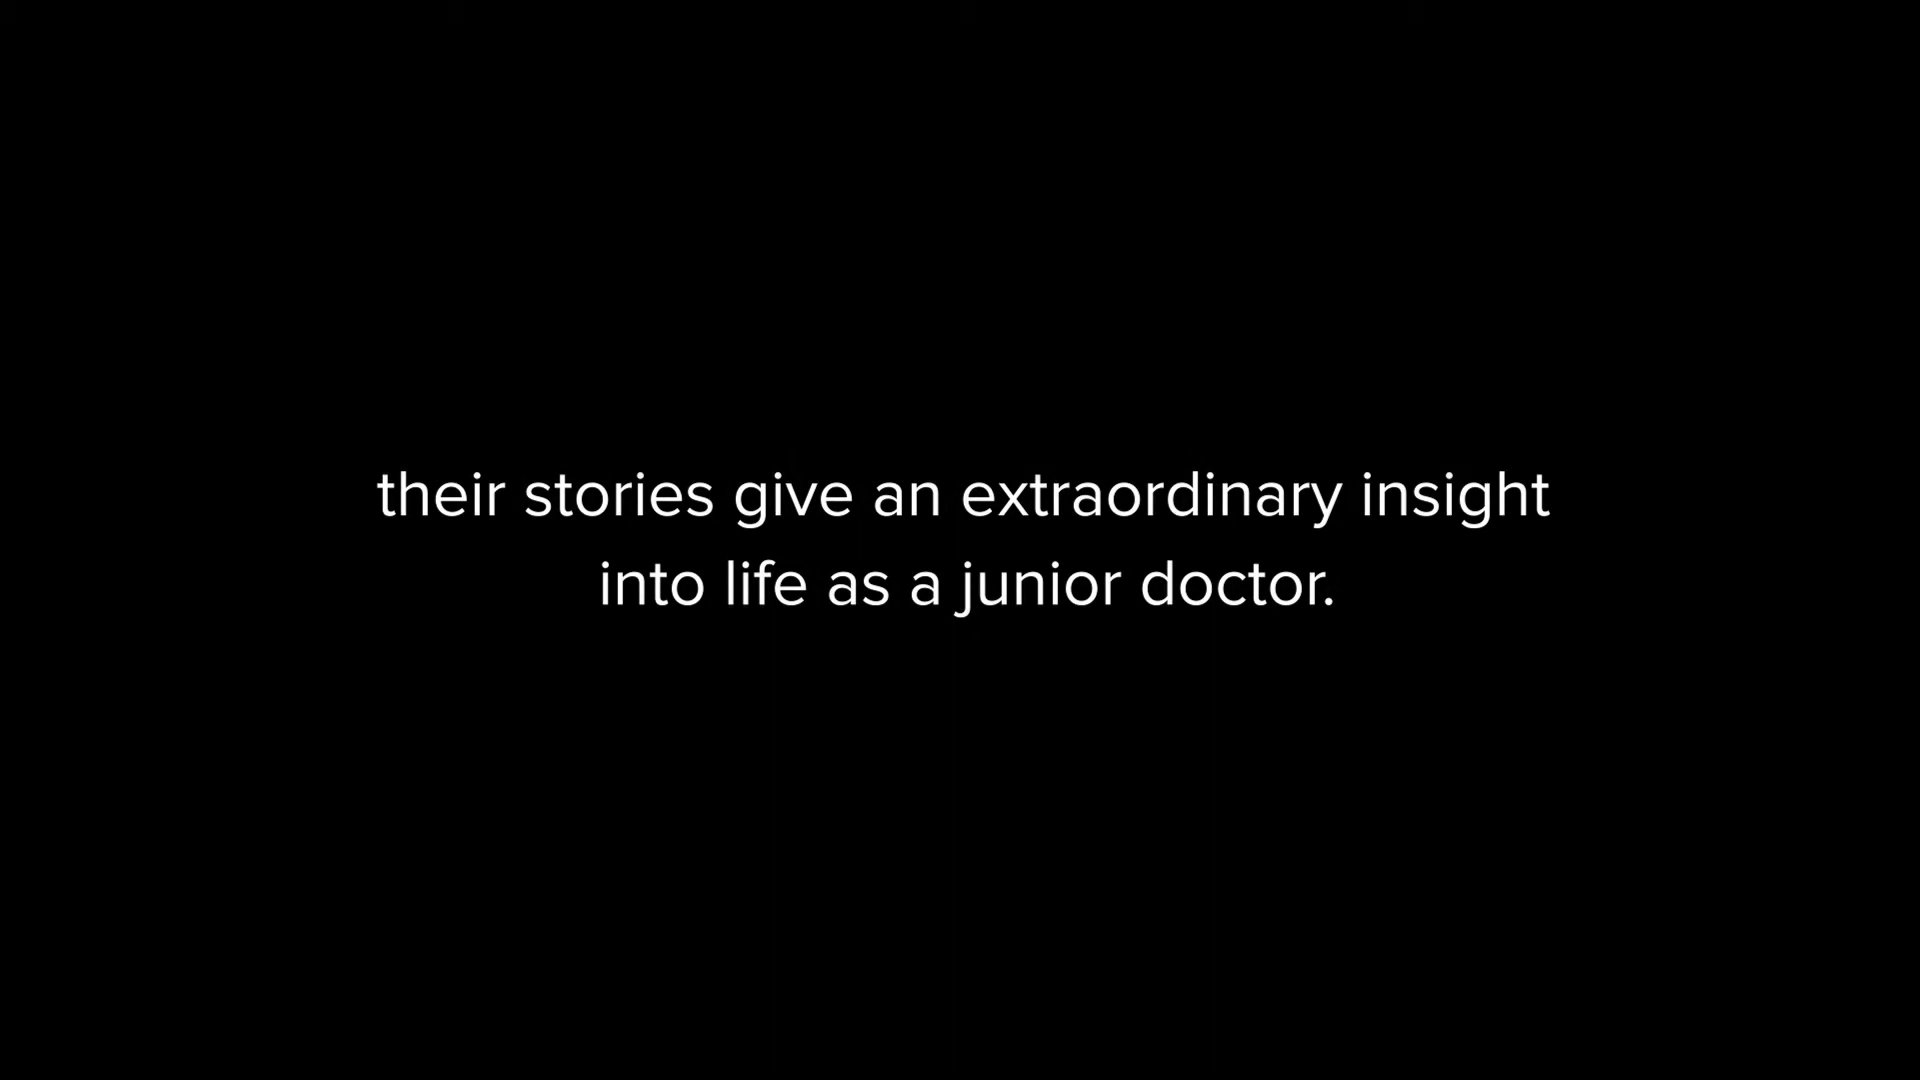 their stories give an extraordinary insight
into life as a junior doctor.